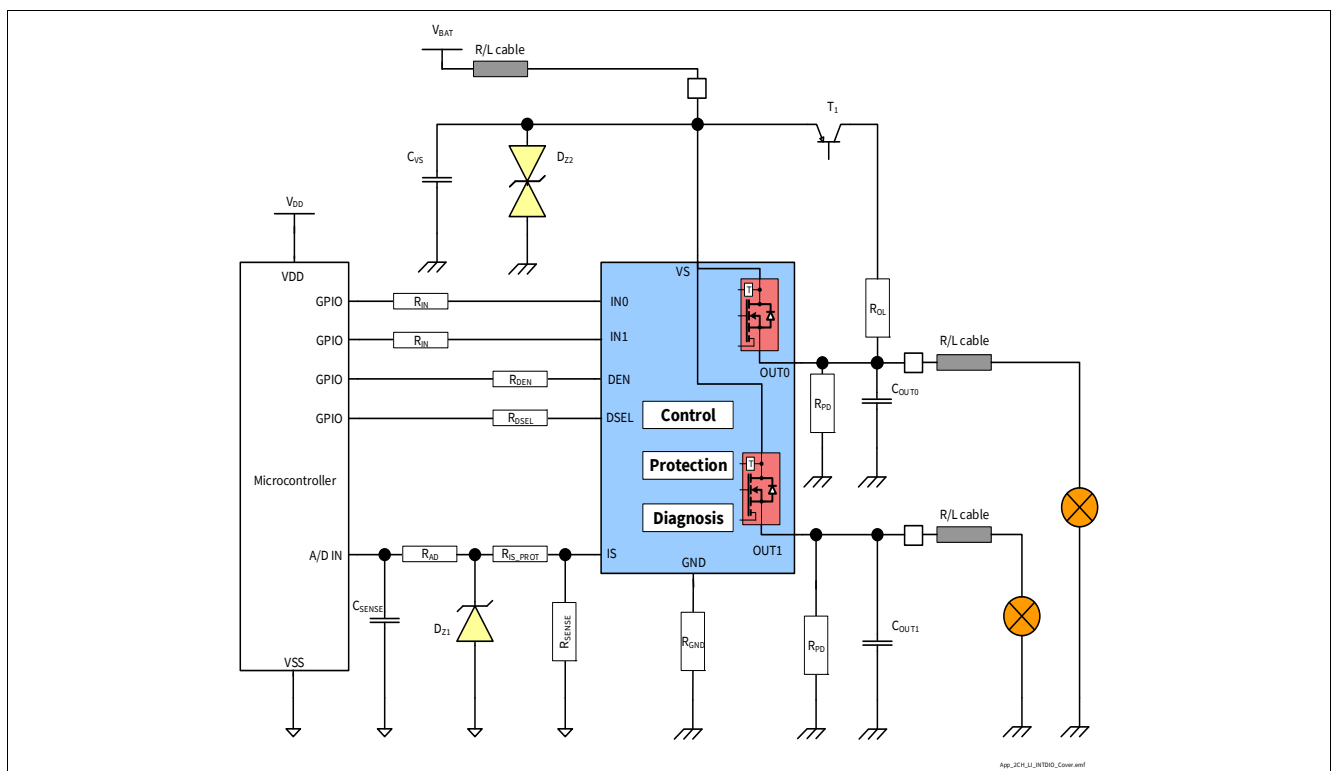 VBAT
R/L cable
T1
CVS
DZ2
VDD
VDD
VS
GPIO
RIN
IN0
T
ROL
GPIO
RIN
IN1
R/L cable
OUT0
GPIO
RDEN
DEN
RPD
COUT0
GPIO
RDSEL
DSEL
Control
Protection
T
Microcontroller
Diagnosis
R/L cable
A/D IN
RAD
RIS_PROT
IS
OUT1
GND
CSENSE
DZ1
RSENSE
RGND
RPD
COUT1
VSS
App_2CH_LI_INTDIO_Cover.emf